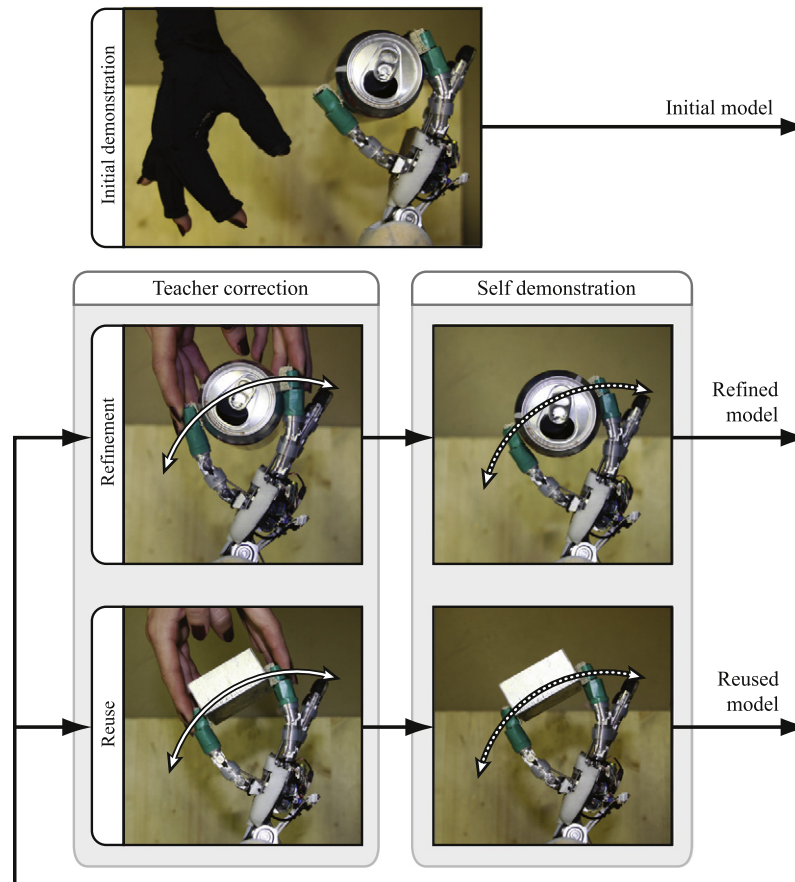 Initial demonstration
Initial model
Teacher correction
Self demonstration
Refinement
Refined
model
Reuse
Reused
model